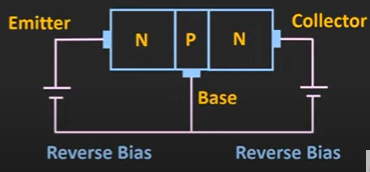 Emitter
Collector
N P N
Base
Reverse Bias
Reverse Bias